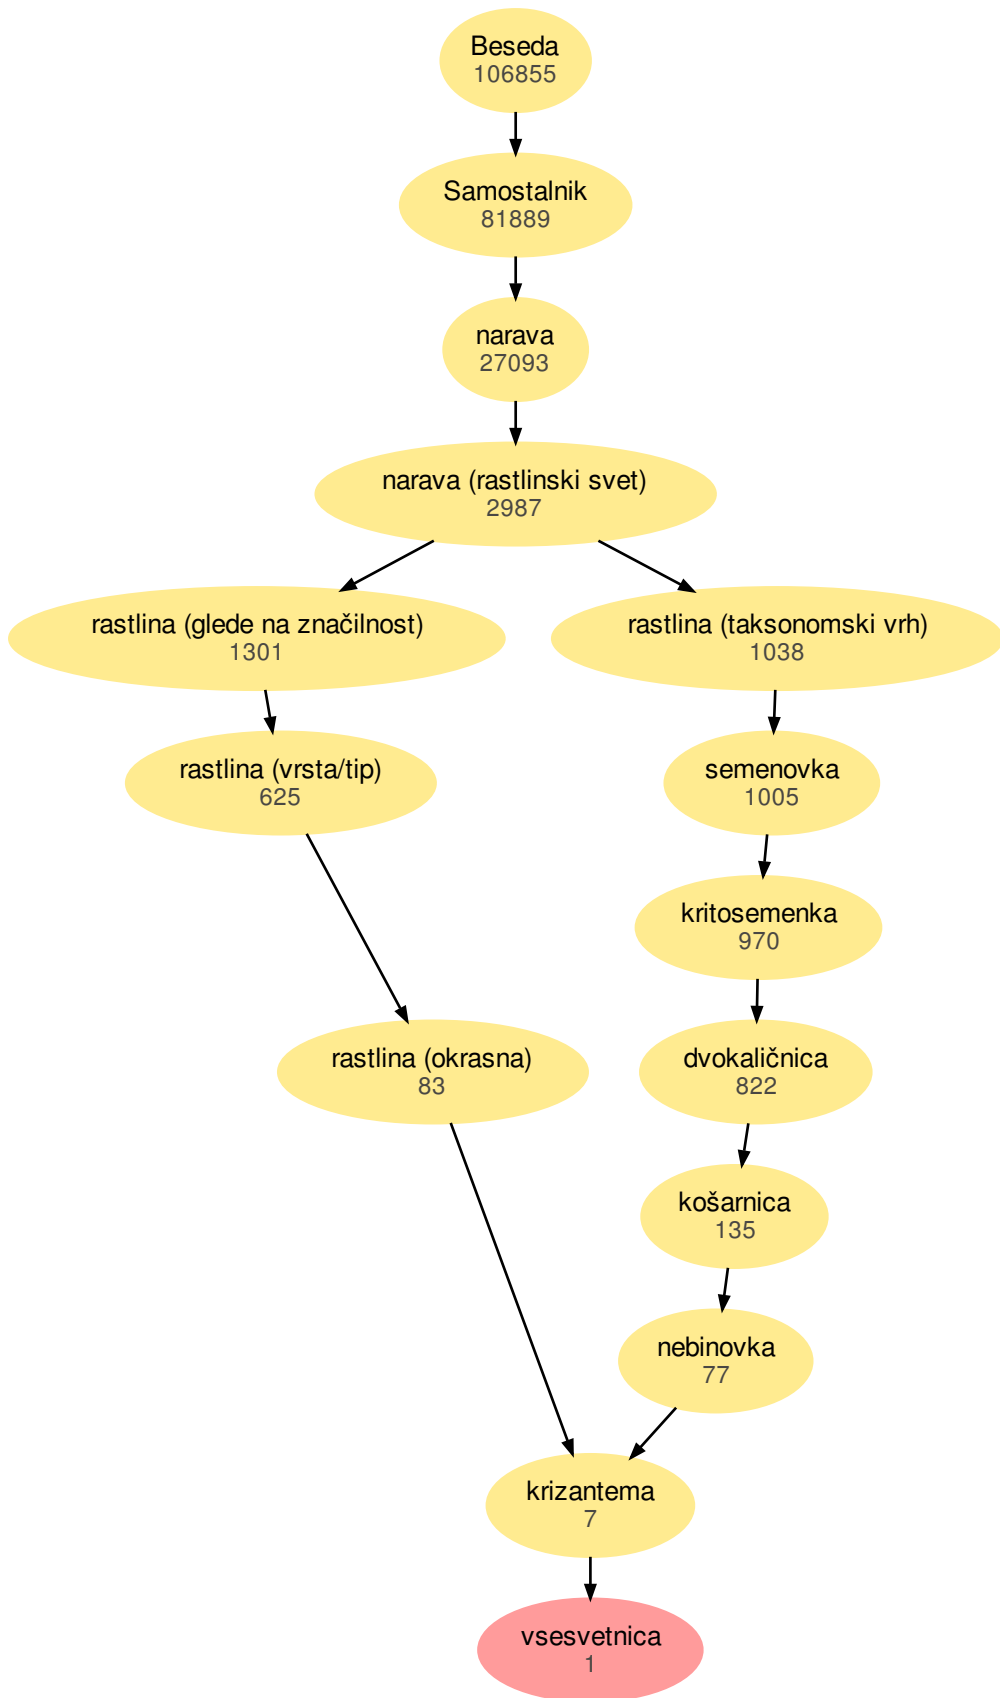 Beseda
106855
Samostalnik
81889
narava
27093
narava (rastlinski svet)
2987
rastlina (glede na značilnost)
1301
rastlina (taksonomski vrh)
1038
rastlina (vrsta/tip)
625
semenovka
1005
kritosemenka
970
rastlina (okrasna)
83
dvokaličnica
822
košarnica
135
nebinovka
77
krizantema
7
vsesvetnica
1